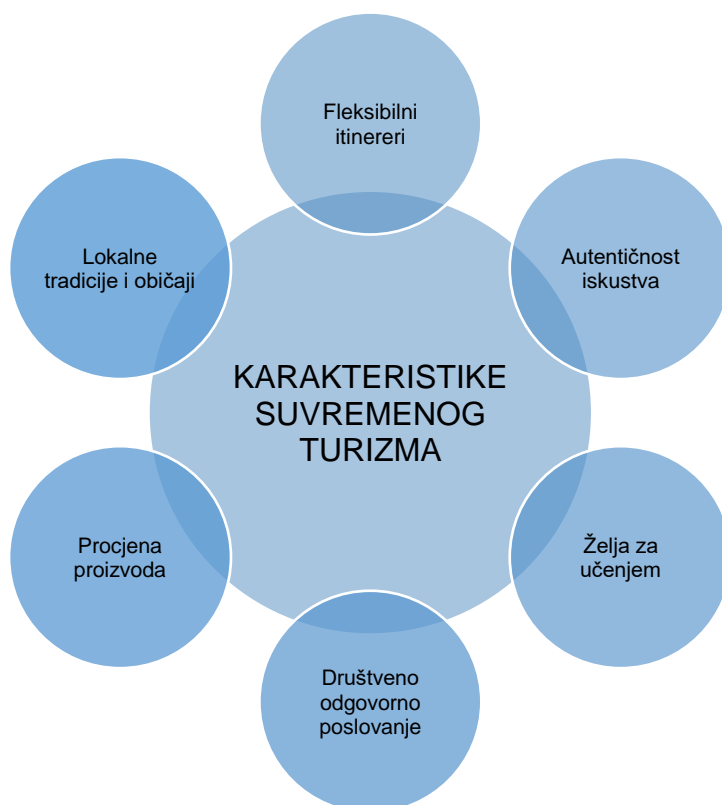 Fleksibilni
itinereri
Lokalne
tradicije i običaji
Autentičnost
iskustva
KARAKTERISTIKE
SUVREMENOG
TURIZMA
Procjena
proizvoda
Želja za
učenjem
Društveno
odgovorno
poslovanje